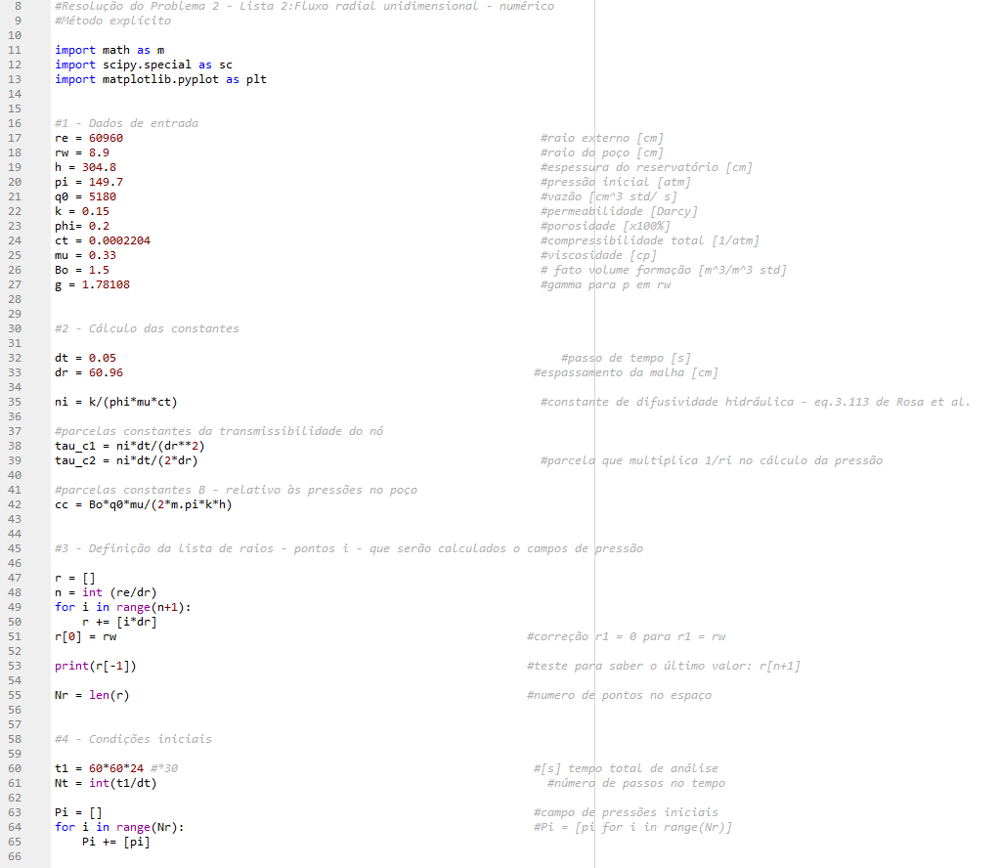 8 #Resolução do Problema 2 - Lista 2:Fluxo radial unidimensional - numérico
9 #Método explícito
10
11 import math as m
12 import scipy.special as sc
13 import matplotlib.pyplot as plt
14
15
16 #1 - Dados de entrada
17 re = 60960 #raio externo [cm]
18 rw = 8.9 #raio do poço [cm]
19 h = 304.8 #espessura do reservatório [cm]
20 pi = 149.7 #pressão inicial [atm]
21 q0 = 5180 #vazão [cm^3 std/ s]
22 k = 0.15 #permeabilidade [Darcy]
23 phi= 0.2 #porosidade [x100%]
24 ct = 0.0002204 #compressibilidade total [1/atm]
25 mu = 0.33 #viscosidade [cp]
26 Bo = 1.5 # fato volume formação [m^3/m^3 std]
27 g = 1.78108 #gamma para p em rw
28
29
30 #2 - Cálculo das constantes
31
32 dt = 0.05 #passo de tempo [s]
33 dr = 60.96 #espassamento da malha [cm]
34
35 ni = k/(phi*mu*ct) #constante de difusividade hidráulica - eq.3.113 de Rosa et al.
36
37 #parcelas constantes da transmissibilidade do nó
38 tau_c1 = ni*dt/(dr**2)
39 tau_c2 = ni*dt/(2*dr) #parcela que multiplica 1/ri no cálculo da pressão
40
41 #parcelas constantes B - relativo às pressões no poço
42 cc = Bo*q0*mu/(2*m.pi*k*h)
43
44
45 #3 - Definição da lista de raios - pontos i - que serão calculados o campos de pressão
46
47 r = []
48 n = int (re/dr)
49 for i in range(n+1):
50 r += [i*dr]
51 r[0] = rw #correção r1 = 0 para r1 = rw
52
53 print(r[-1]) #teste para saber o último valor: r[n+1]
54
55 Nr = len(r) #numero de pontos no espaço
56
57
58 #4 - Condições iniciais
59
60 t1 = 60*60*24 #*30 #[s] tempo total de análise
61 Nt = int(t1/dt) #número de passos no tempo
62
63 Pi = [] #campo de pressões iniciais
64 for i in range(Nr): #Pi = [pi for i in range(Nr)]
65 Pi += [pi]
66